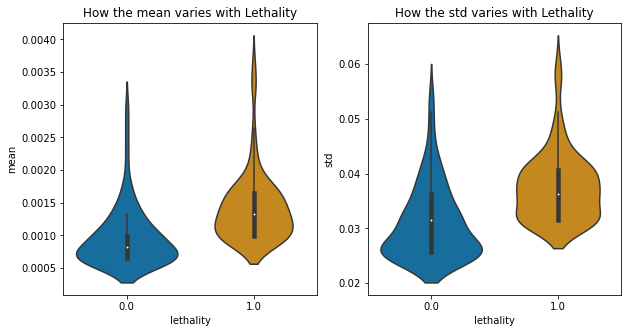 How the mean varies with Lethality
mean
0.0040
0.0035
0.0030
0.0025
0.0020
0.0015
0.0010
0.0005
0.0
1.0
lethality
How the std varies with Lethality
std
0.06
0.05
0.04
0.03
0.02
0.0
1.0
lethality